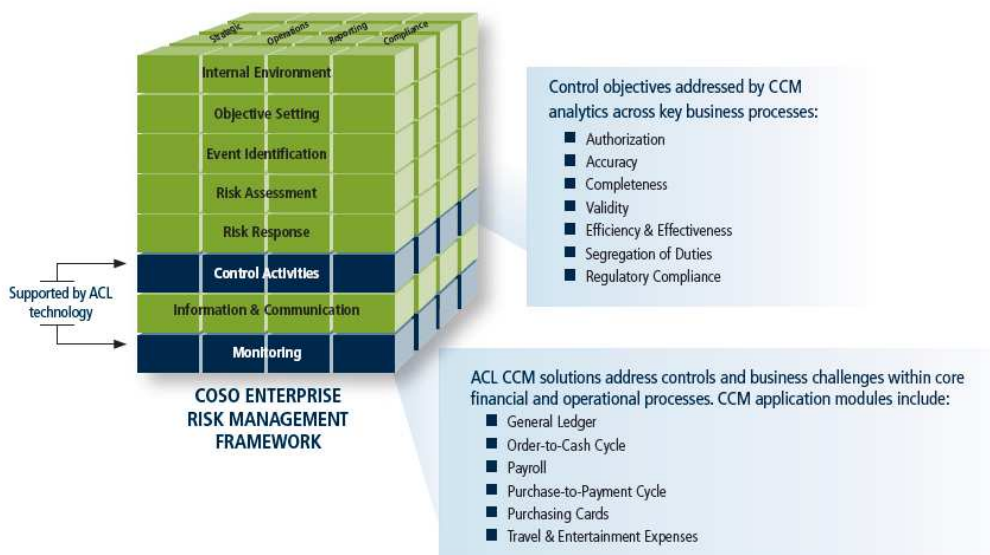 Strategic
Operations
Reporting
Compliance
Internal Environment
Objective Setting
Event Identification
Risk Assessment
Risk Response
Control Activities
Information & Communication
Monitoring
Supported by ACL
technology
COSO ENTERPRISE
RISK MANAGEMENT
FRAMEWORK
Control objectives addressed by CCM
analytics across key business processes:
Authorization
Accuracy
Completeness
Validity
Efficiency & Effectiveness
Segregation of Duties
Regulatory Compliance
ACL CCM solutions address controls and business challenges within core
financial and operational processes. CCM application modules include:
General Ledger
Order-to-Cash Cycle
Payroll
Purchase-to-Payment Cycle
Purchasing Cards
Travel & Entertainment Expenses